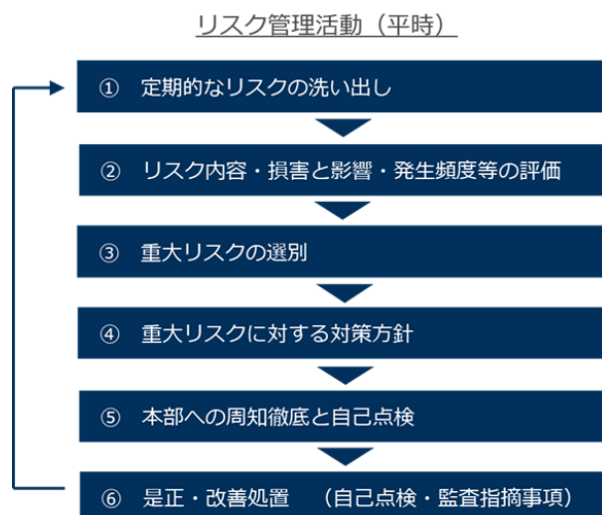 リスク管理活動（平時）
① 定期的なリスクの洗い出し
② リスク内容・損害と影響・発生頻度等の評価
③ 重大リスクの選別
④ 重大リスクに対する対策方針
⑤ 本部への周知徹底と自己点検
⑥ 是正・改善処置 （自己点検・監査指摘事項）